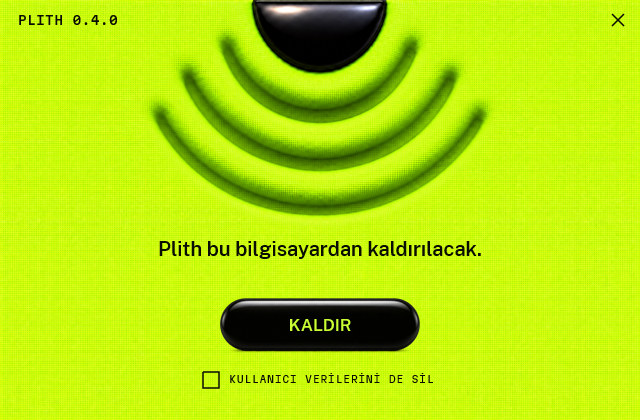 PLITH 0.4.0
Plith bu bilgisayardan kaldırılacak.
KALDIR
KULLANICI VERİLERİNİ DE SİL